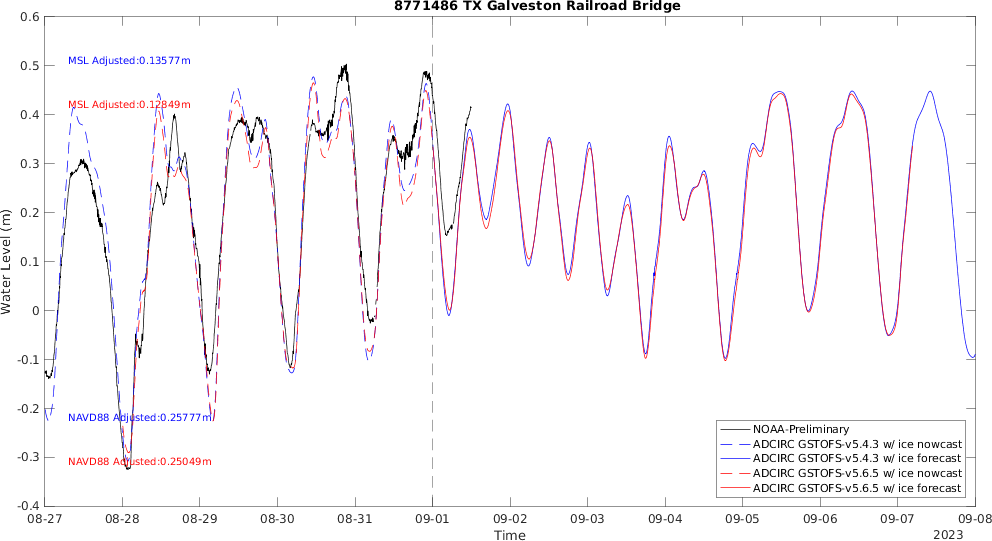 8771486 TX Galveston Railroad Bridge
0.6
0.5
0.4
0.3
0.2
0.1
0
-0.1
-0.2
-0.3
-0.4
Water Level (m)
MSL Adjusted:0.13577m
MSL Adjusted:0.12849m
NAVD88 Adjusted:0.25777m
NAVD88 Adjusted:0.25049m
NOAA-Preliminary
ADCIRC GSTOFS-v5.4.3 w/ ice nowcast
ADCIRC GSTOFS-v5.4.3 w/ ice forecast
ADCIRC GSTOFS-v5.6.5 w/ ice nowcast
ADCIRC GSTOFS-v5.6.5 w/ ice forecast
08-27 08-28 08-29 08-30 08-31 09-01 09-02 09-03 09-04 09-05 09-06 09-07 09-08
Time
2023